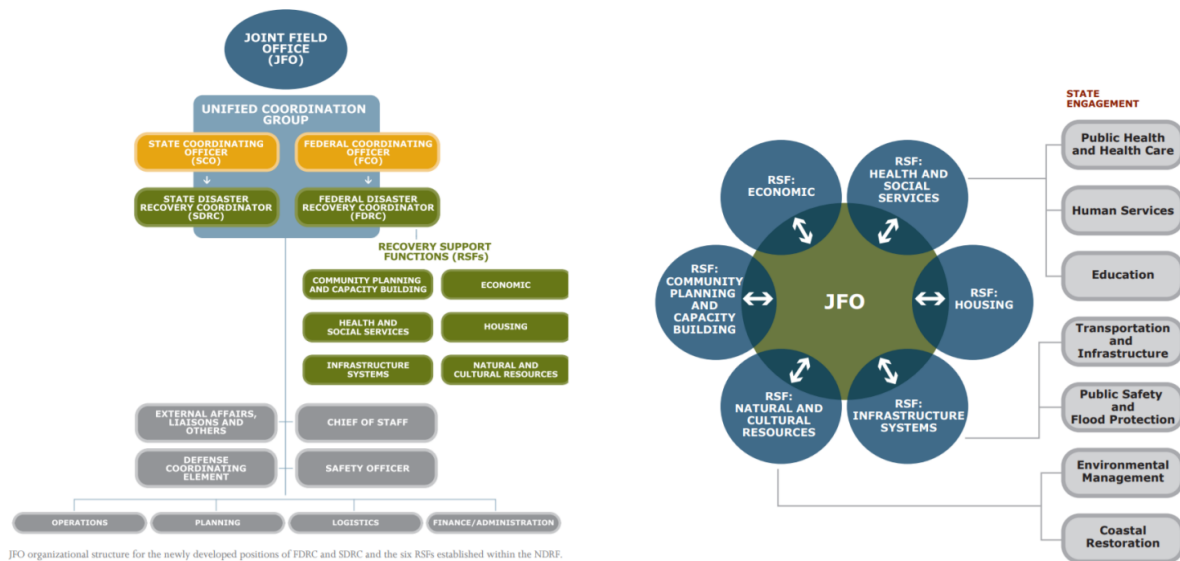 JOINT FIELD
OFFICE
(JFO)
UNIFIED COORDINATION
GROUP
STATE COORDINATING
OFFICER
(SCO)
FEDERAL COORDINATING
OFFICER
(FCO)
STATE DISASTER
RECOVERY COORDINATOR
(SDRC)
FEDERAL DISASTER
RECOVERY COORDINATOR
(FDRC)
RECOVERY SUPPORT
FUNCTIONS (RSFs)
COMMUNITY PLANNING
AND CAPACITY BUILDING
ECONOMIC
HEALTH AND
SOCIAL SERVICES
HOUSING
INFRASTRUCTURE
SYSTEMS
NATURAL AND
CULTURAL RESOURCES
EXTERNAL AFFAIRS,
LIAISONS AND
OTHERS
CHIEF OF STAFF
DEFENSE
COORDINATING
ELEMENT
SAFETY OFFICER
OPERATIONS
PLANNING
LOGISTICS
FINANCE/ADMINISTRATION
JFO organizational structure for the newly developed positions of FDRC and SDRC and the six RSFs established within the NDRF.
RSF:
ECONOMIC
RSF:
HEALTH AND
SOCIAL
SERVICES
RSF:
COMMUNITY
PLANNING
AND
CAPACITY
BUILDING
JFO
RSF:
HOUSING
RSF:
NATURAL AND
CULTURAL
RESOURCES
RSF:
INFRASTRUCTURE
SYSTEMS
STATE
ENGAGEMENT
Public Health
and Health Care
Human Services
Education
Transportation
and
Infrastructure
Public Safety
and
Flood Protection
Environmental
Management
Coastal
Restoration